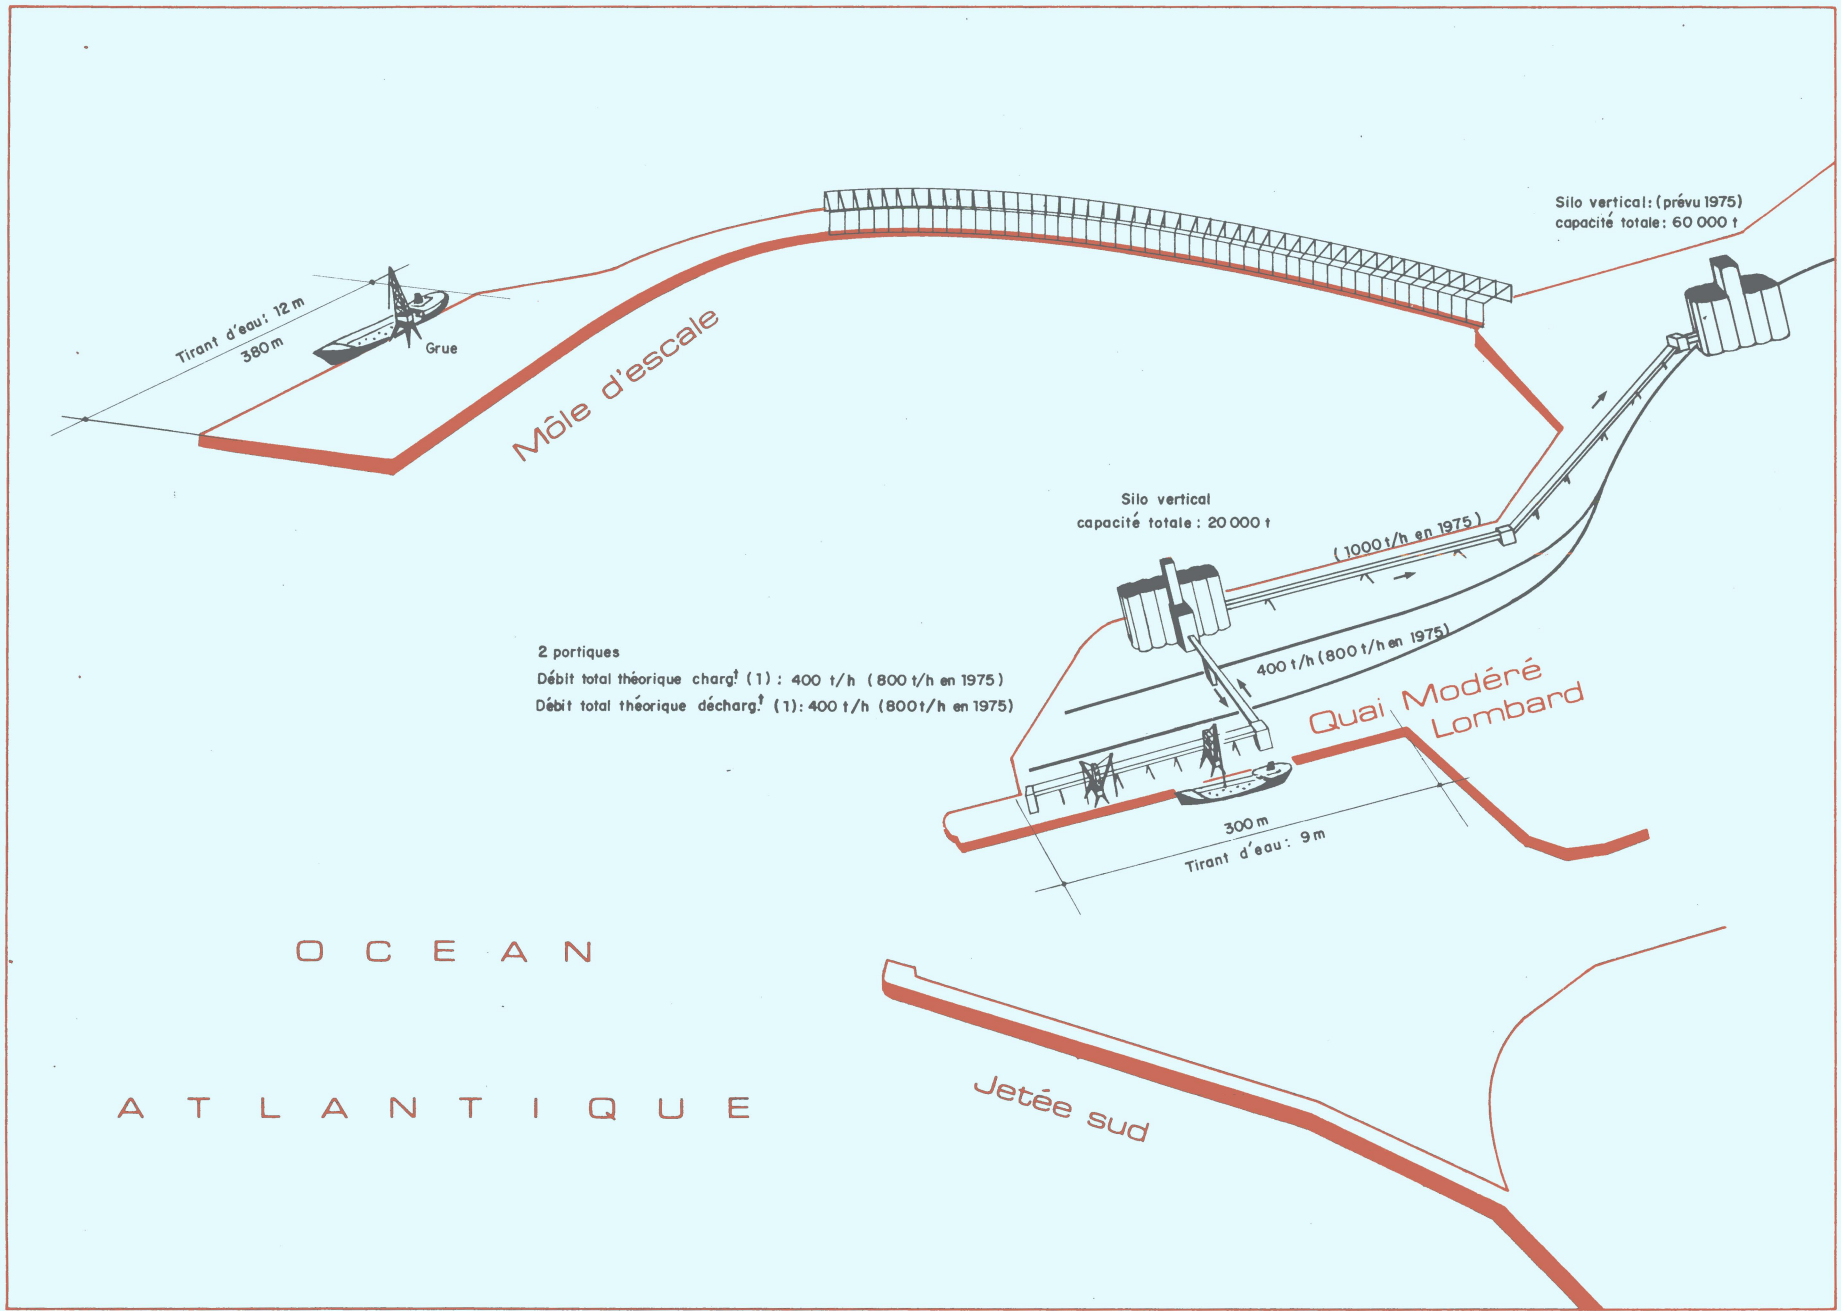 Silo vertical: (prévu 1975)
capacité totale: 60 000 t
Tirant d'eau: 12 m
380 m
Grue
Môle d'escale
Silo vertical
capacité totale : 20 000 t
(1000 t/h en 1975)
400 t/h (800 t/h en 1975)
2 portiques
Débit total théorique charg.t (1) : 400 t/h (800 t/h en 1975)
Débit total théorique décharg.t (1): 400 t/h (800 t/h en 1975)
Quai Modéré
Lombard
300 m
Tirant d'eau: 9 m
OCEAN
ATLANTIQUE
Jetée sud